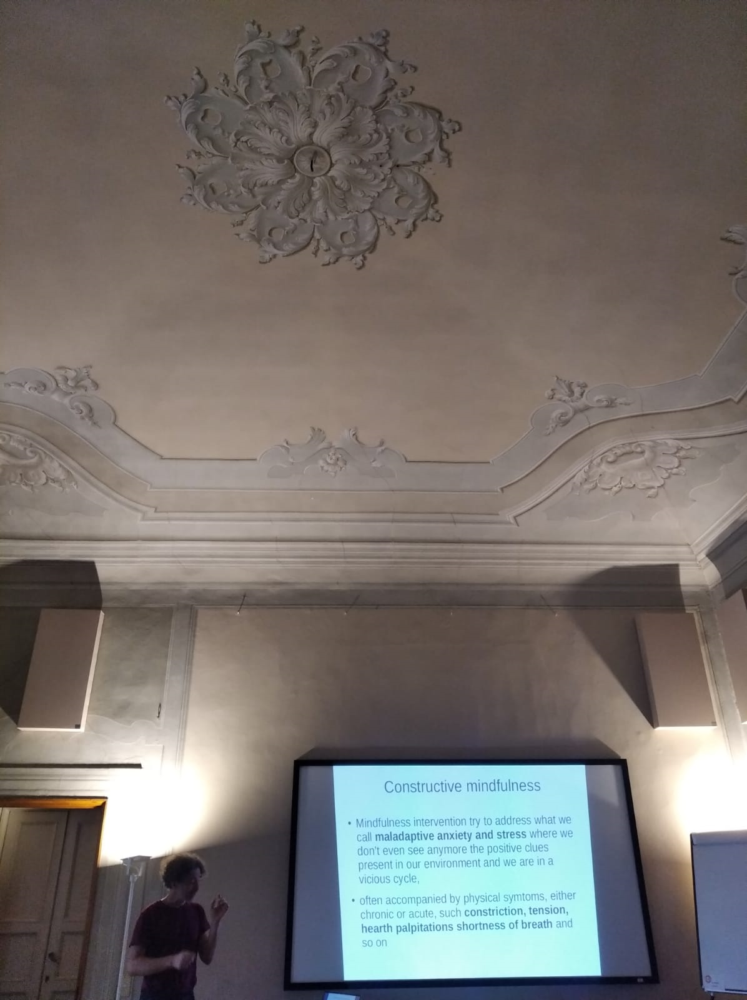 Constructive mindfulness
• Mindfulness intervention try to address what we
call maladaptive anxiety and stress where we
don't even see anymore the positive clues
present in our environment and we are in a
vicious cycle,
• often accompanied by physical symtoms, either
chronic or acute, such constriction, tension,
hearth palpitations shortness of breath and
so on